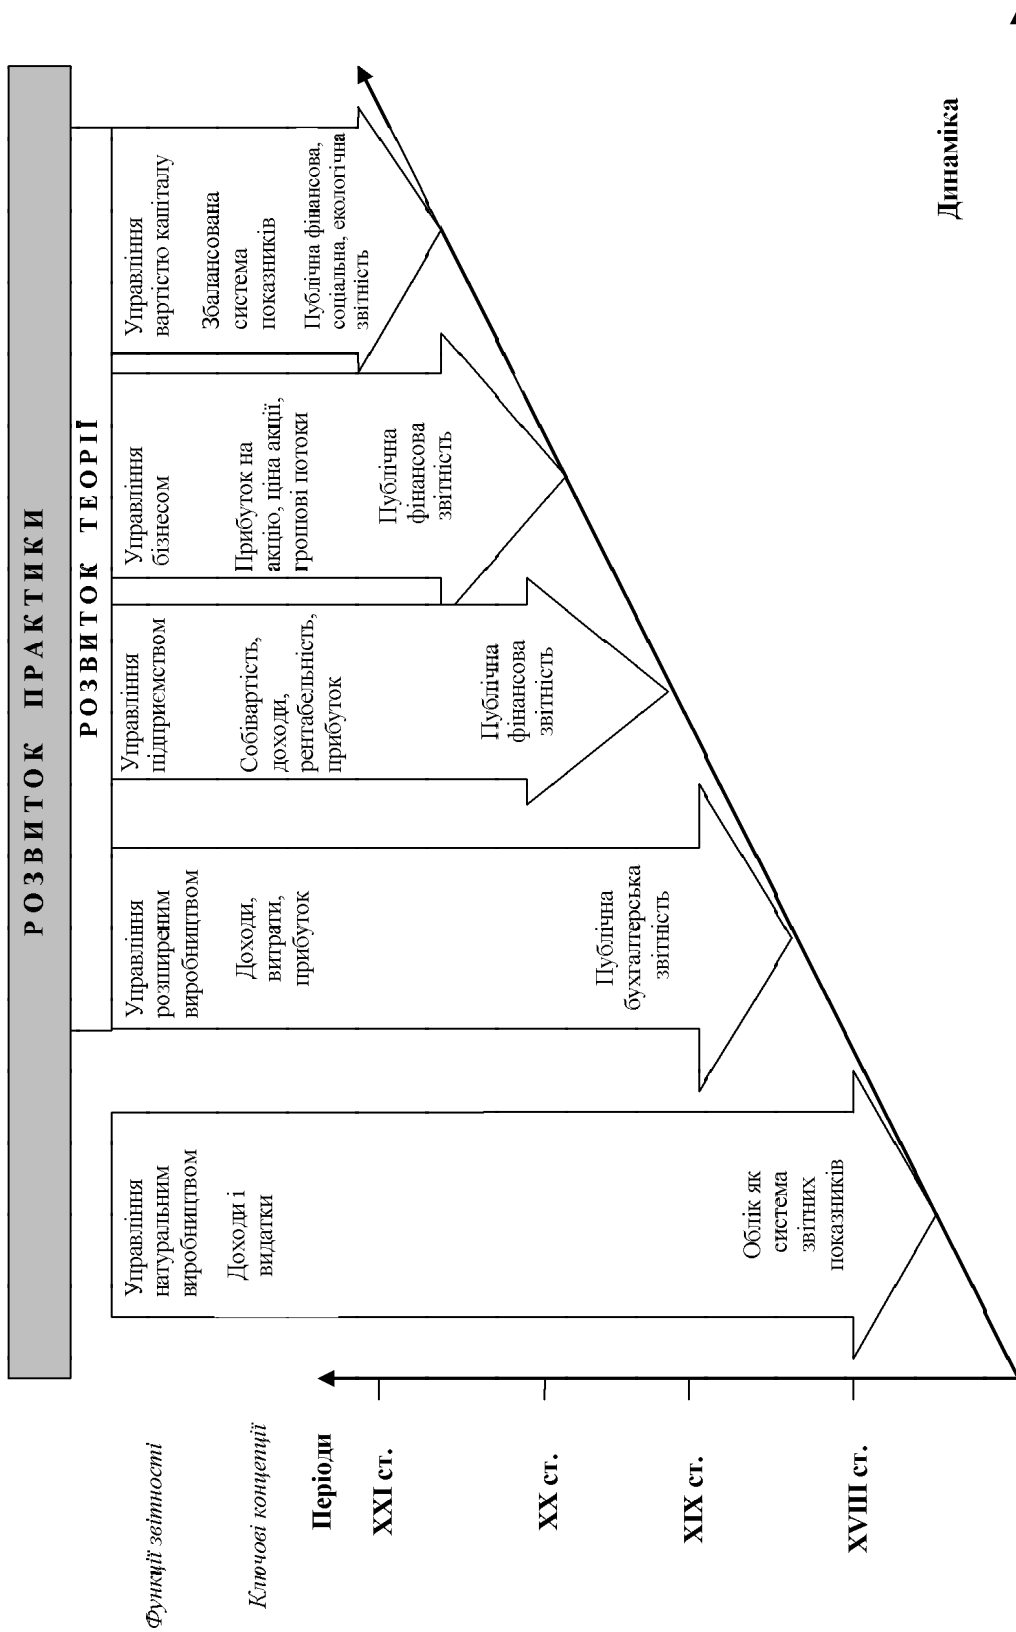 РОЗВИТОК ПРАКТИКИ
РОЗВИТОК ТЕОРІЇ
Функції звітності
Управління
натуральним
виробництвом
Управління
розширеним
виробництвом
Управління
підприємством
Управління
бізнесом
Управління
вартістю капіталу
Ключові концепції
Доходи і
видатки
Доходи,
витрати,
прибуток
Собівартість,
доходи,
рентабельність,
прибуток
Прибуток на
акцію, ціна акції,
грошові потоки
Збалансована
система
показників
Періоди
XXI ст.
XX ст.
XIX ст.
XVIII ст.
Облік як
система
звітних
показників
Публічна
бухгалтерська
звітність
Публічна
фінансова
звітність
Публічна
фінансова
звітність
Публічна фінансова,
соціальна, екологічна
звітність
Динаміка